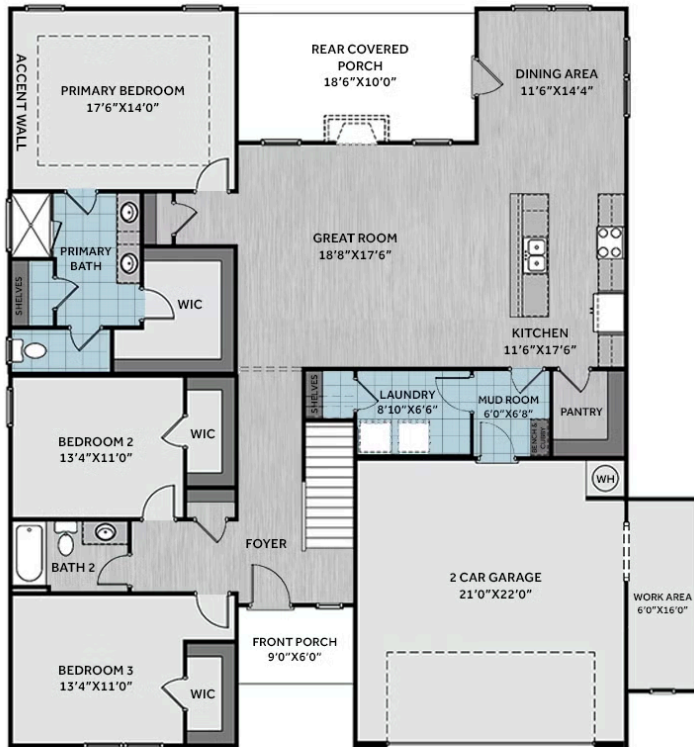 ACCENT WALL
PRIMARY BEDROOM
17'6"X14'0"
REAR COVERED
PORCH
18'6"X10'0"
DINING AREA
11'6"X14'4"
PRIMARY
BATH
SHELVES
WIC
GREAT ROOM
18'8"X17'6"
KITCHEN
11'6"X17'6"
SHELVES
LAUNDRY
8'10"X6'6"
MUD ROOM
6'0"X6'8"
BENCH &
CUBBY
PANTRY
BEDROOM 2
13'4"X11'0"
WIC
WH
FOYER
BATH 2
2 CAR GARAGE
21'0"X22'0"
WORK AREA
6'0"X16'0"
FRONT PORCH
9'0"X6'0"
BEDROOM 3
13'4"X11'0"
WIC